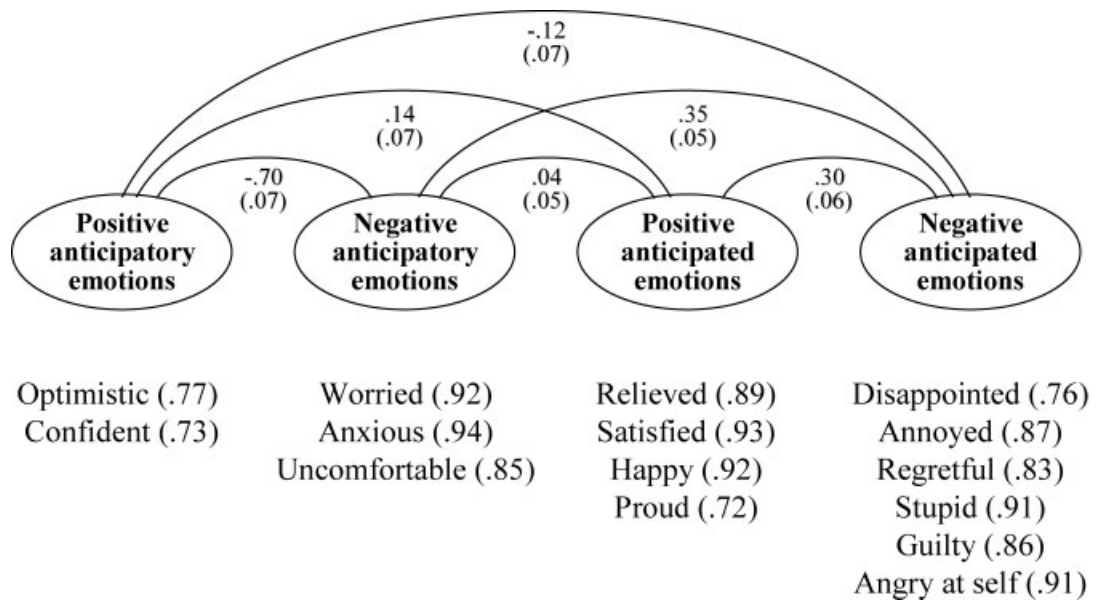 -.12
(.07)
.14
(.07)
.35
(.05)
-.70
(.07)
.04
(.05)
.30
(.06)
Positive
anticipatory
emotions
Negative
anticipatory
emotions
Positive
anticipated
emotions
Negative
anticipated
emotions
Optimistic (.77)
Confident (.73)
Worried (.92)
Anxious (.94)
Uncomfortable (.85)
Relieved (.89)
Satisfied (.93)
Happy (.92)
Proud (.72)
Disappointed (.76)
Annoyed (.87)
Regretful (.83)
Stupid (.91)
Guilty (.86)
Angry at self (.91)